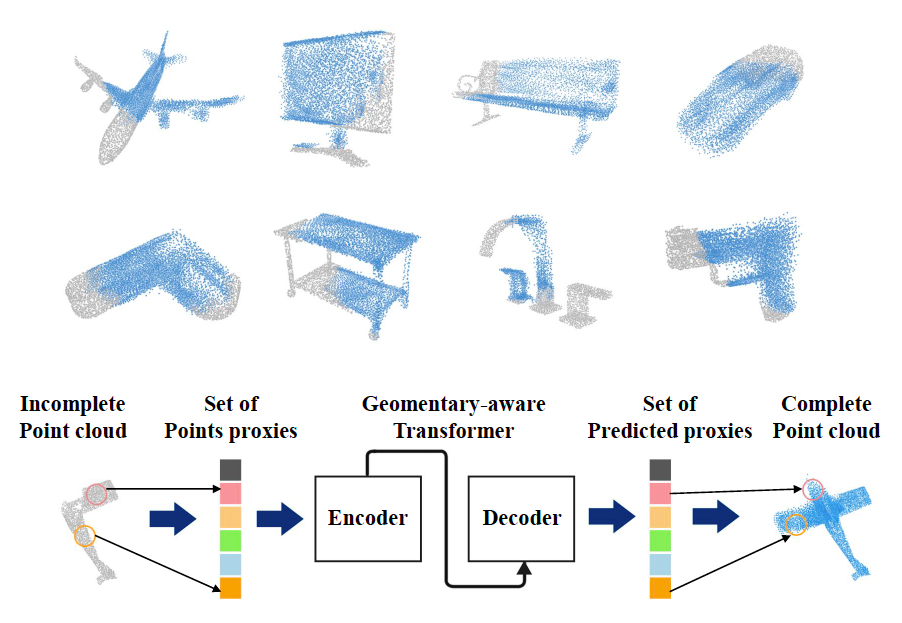 Incomplete
Point cloud
Set of
Points proxies
Geomentary-aware
Transformer
Set of
Predicted proxies
Complete
Point cloud
Encoder
Decoder